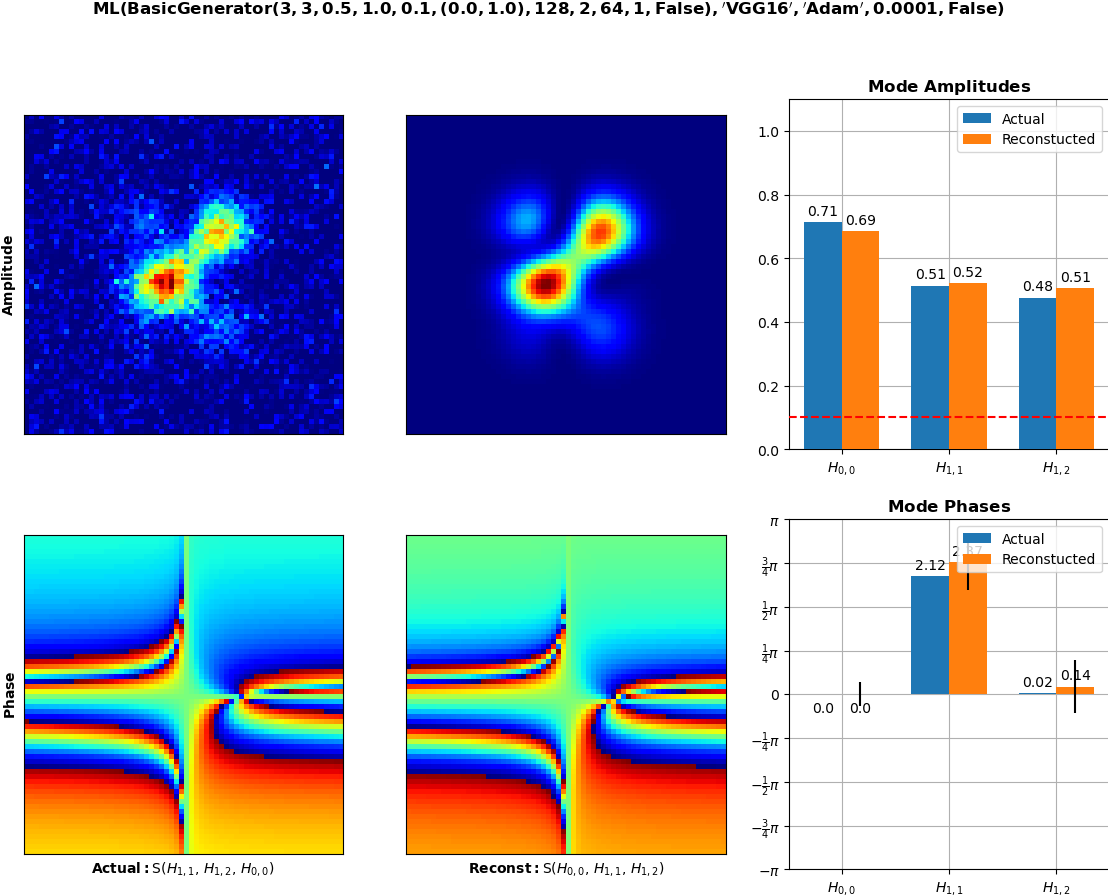 ML(BasicGenerator(3, 3, 0.5, 1.0, 0.1, (0.0, 1.0), 128, 2, 64, 1, False), ′VGG16′, ′Adam′, 0.0001, False)
Amplitude
Mode Amplitudes
Actual
Reconstucted
1.0
0.8
0.6
0.4
0.2
0.0
0.71
0.69
0.51
0.52
0.48
0.51
H0,0
H1,1
H1,2
Phase
Actual: S(H1,1, H1,2, H0,0)
Reconst: S(H0,0, H1,1, H1,2)
Mode Phases
Actual
Reconstucted
π
3/4π
1/2π
1/4π
0
−1/4π
−1/2π
−3/4π
−π
0.0
0.0
2.12
0.02
0.14
H0,0
H1,1
H1,2